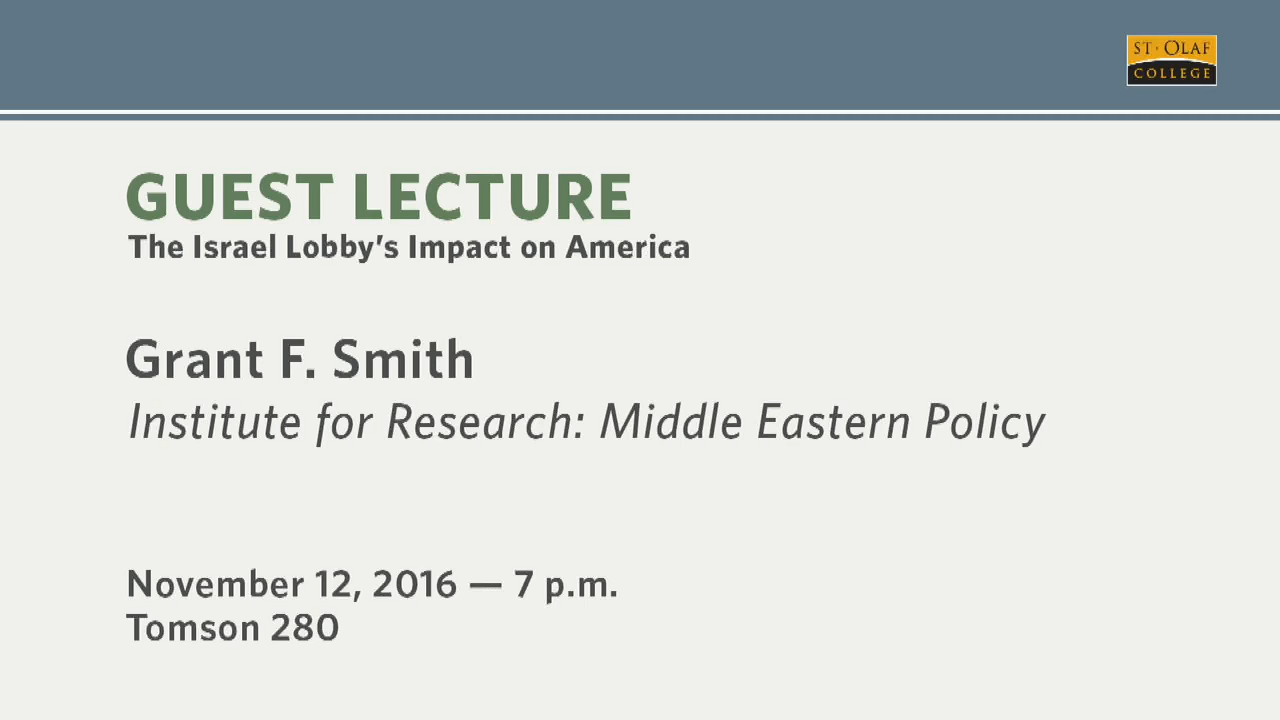 ST·OLAF
COLLEGE
GUEST LECTURE
The Israel Lobby's Impact on America
Grant F. Smith
Institute for Research: Middle Eastern Policy
November 12, 2016 — 7 p.m.
Tomson 280